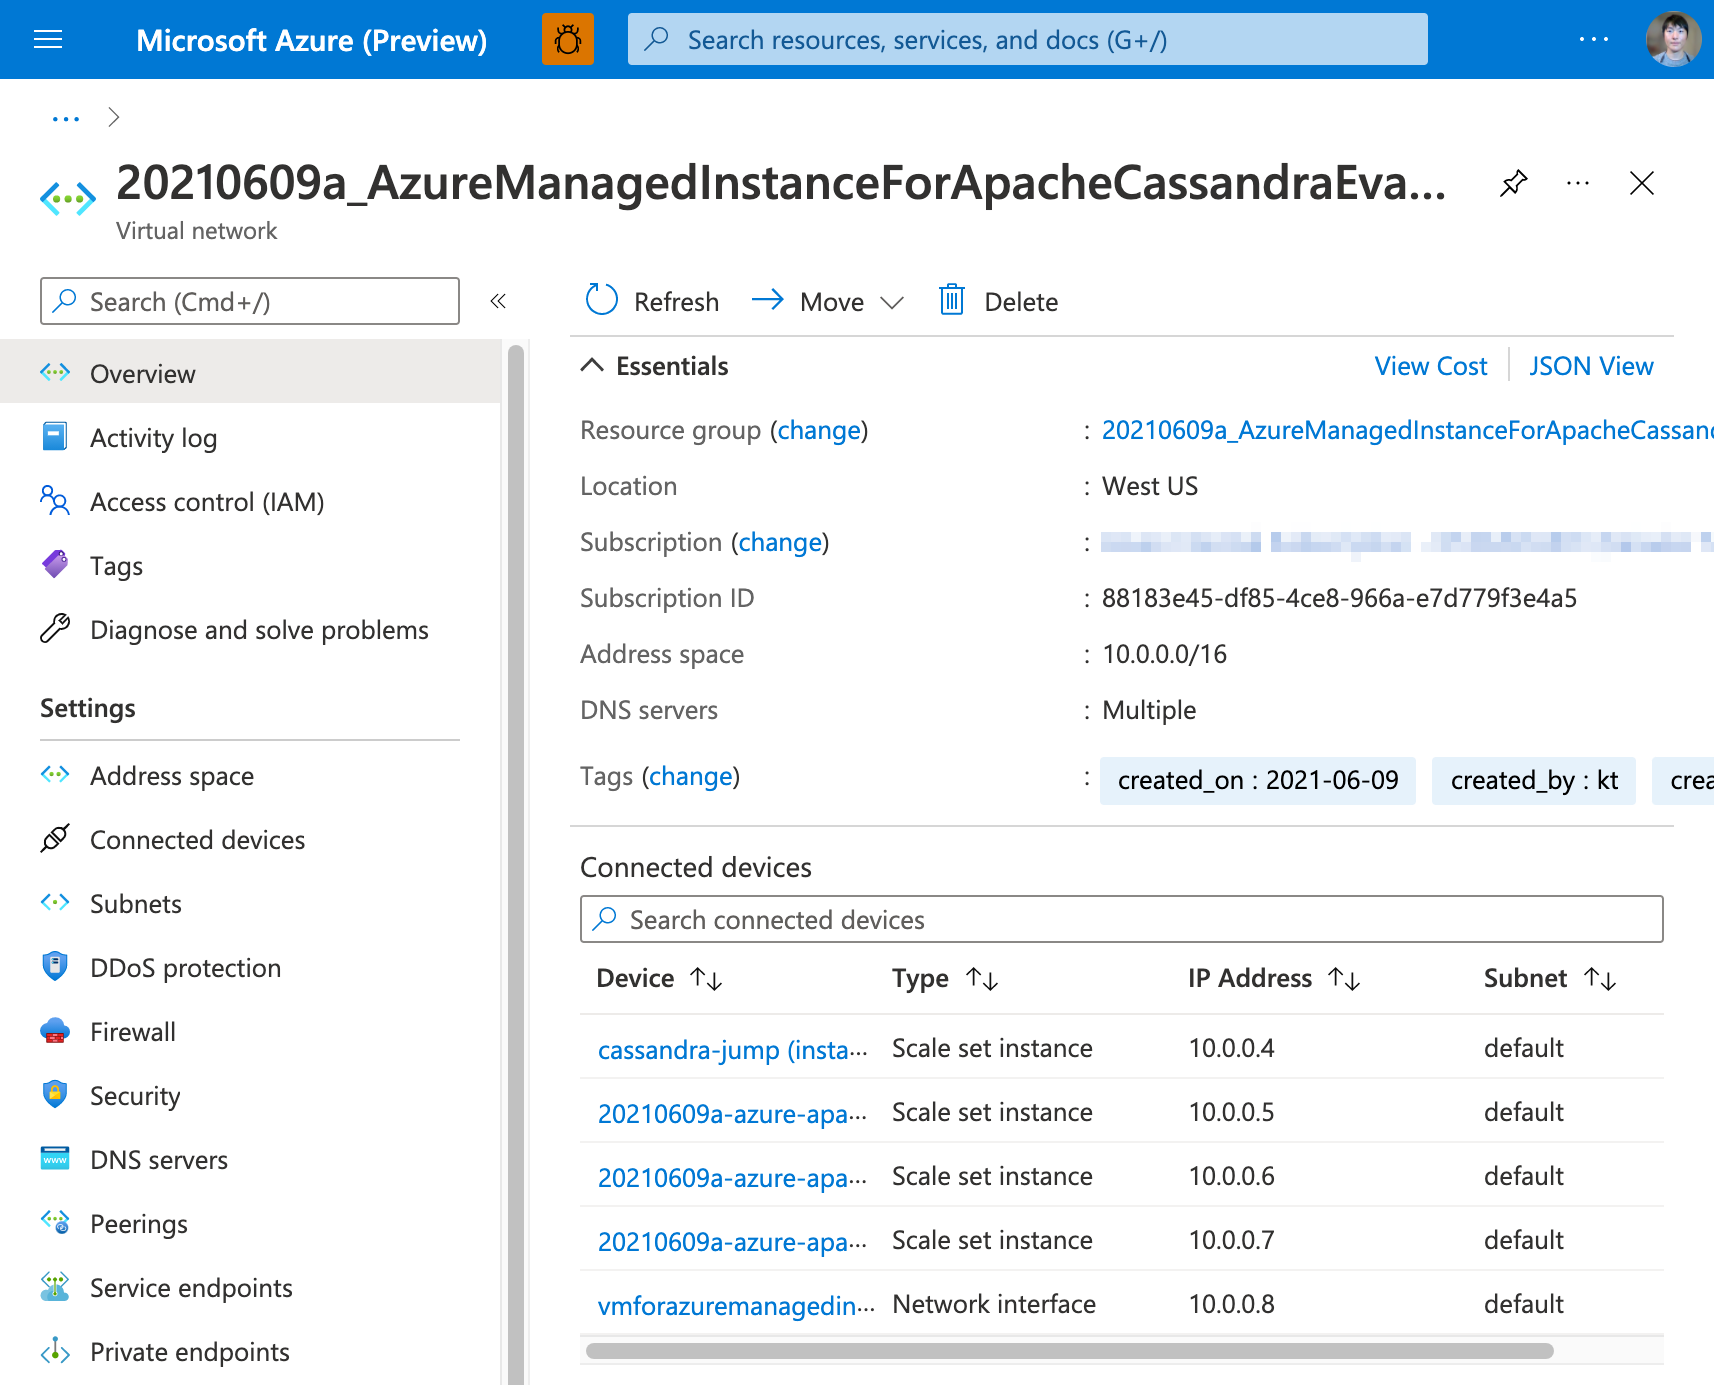 Microsoft Azure (Preview)
Search resources, services, and docs (G+/)
20210609a_AzureManagedInstanceForApacheCassandraEva...
Virtual network
Search (Cmd+/)
Refresh
Move
Delete
Overview
Activity log
Access control (IAM)
Tags
Diagnose and solve problems
Settings
Address space
Connected devices
Subnets
DDoS protection
Firewall
Security
DNS servers
Peerings
Service endpoints
Private endpoints
Essentials
View Cost
JSON View
Resource group (change) : 20210609a_AzureManagedInstanceForApacheCassand
Location : West US
Subscription (change) :
Subscription ID : 88183e45-df85-4ce8-966a-e7d779f3e4a5
Address space : 10.0.0.0/16
DNS servers : Multiple
Tags (change) : created_on : 2021-06-09 created_by : kt crea
Connected devices
Search connected devices
Device Type IP Address Subnet
cassandra-jump (insta... Scale set instance 10.0.0.4 default
20210609a-azure-apa... Scale set instance 10.0.0.5 default
20210609a-azure-apa... Scale set instance 10.0.0.6 default
20210609a-azure-apa... Scale set instance 10.0.0.7 default
vmforazuremanagedin... Network interface 10.0.0.8 default